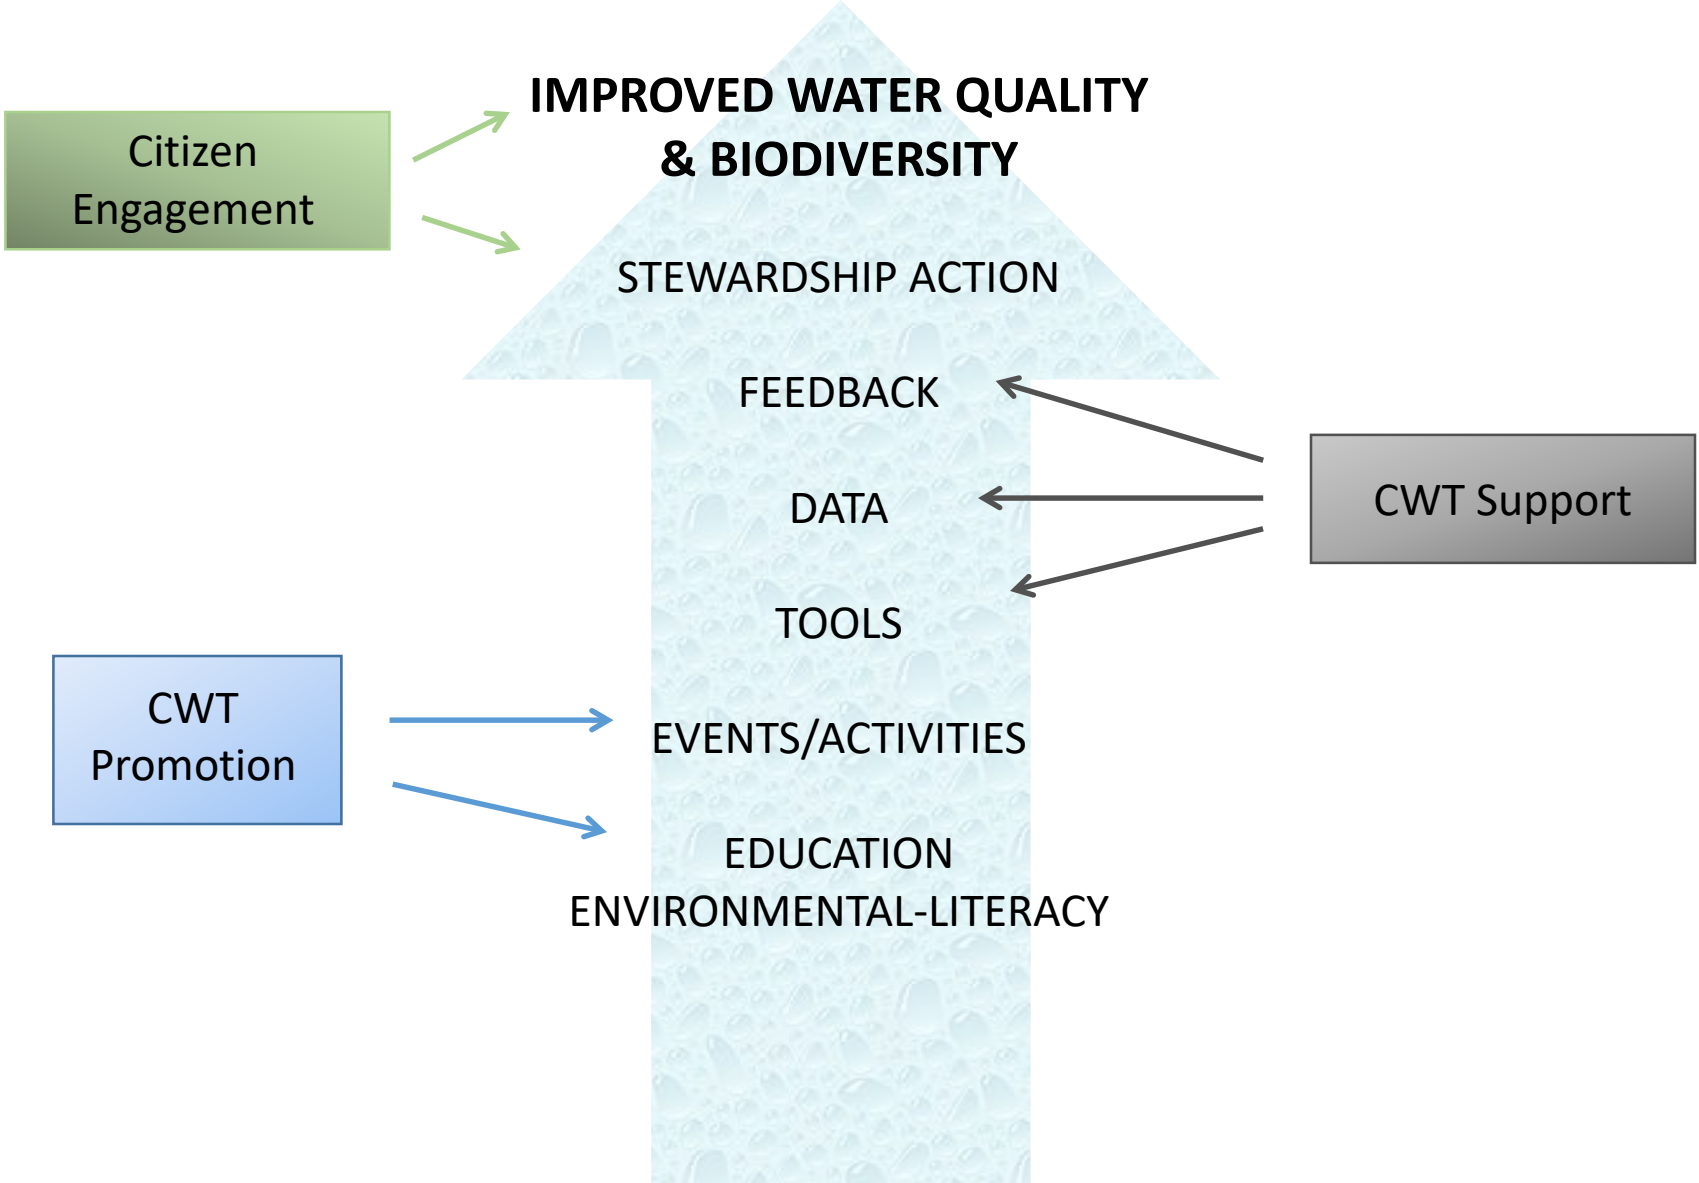 IMPROVED WATER QUALITY
& BIODIVERSITY
Citizen
Engagement
STEWARDSHIP ACTION
FEEDBACK
DATA
CWT Support
TOOLS
CWT
Promotion
EVENTS/ACTIVITIES
EDUCATION
ENVIRONMENTAL-LITERACY